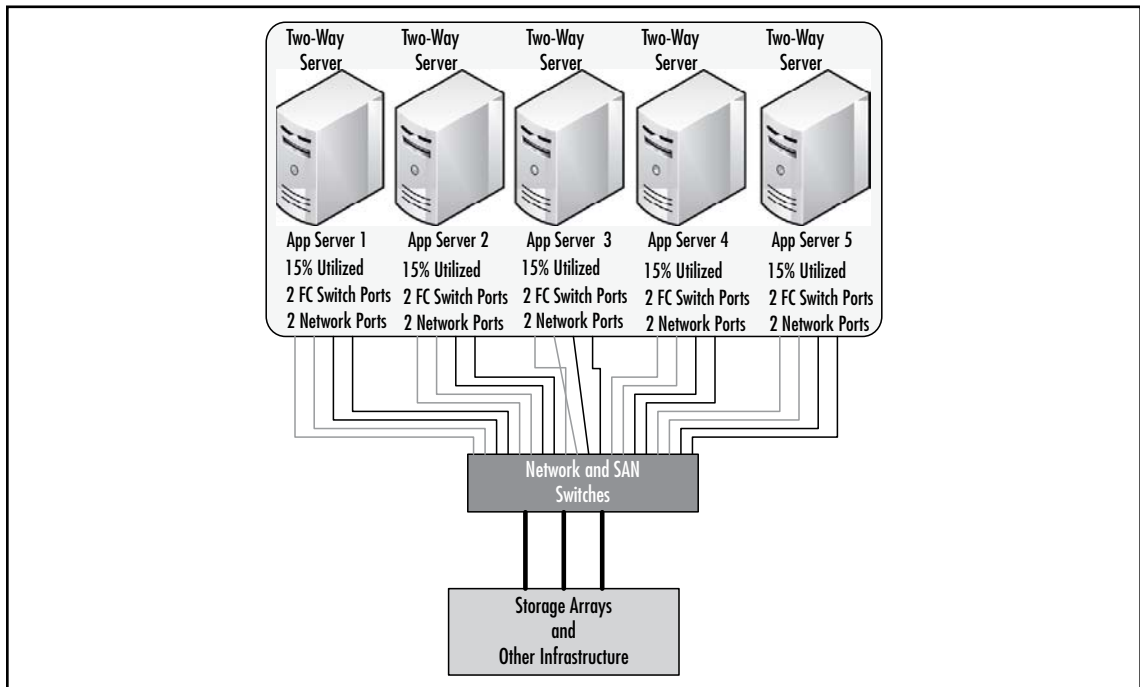 Two-Way
Server
Two-Way
Server
Two-Way
Server
Two-Way
Server
Two-Way
Server
App Server 1
15% Utilized
2 FC Switch Ports
2 Network Ports
App Server 2
15% Utilized
2 FC Switch Ports
2 Network Ports
App Server 3
15% Utilized
2 FC Switch Ports
2 Network Ports
App Server 4
15% Utilized
2 FC Switch Ports
2 Network Ports
App Server 5
15% Utilized
2 FC Switch Ports
2 Network Ports
Network and SAN
Switches
Storage Arrays
and
Other Infrastructure